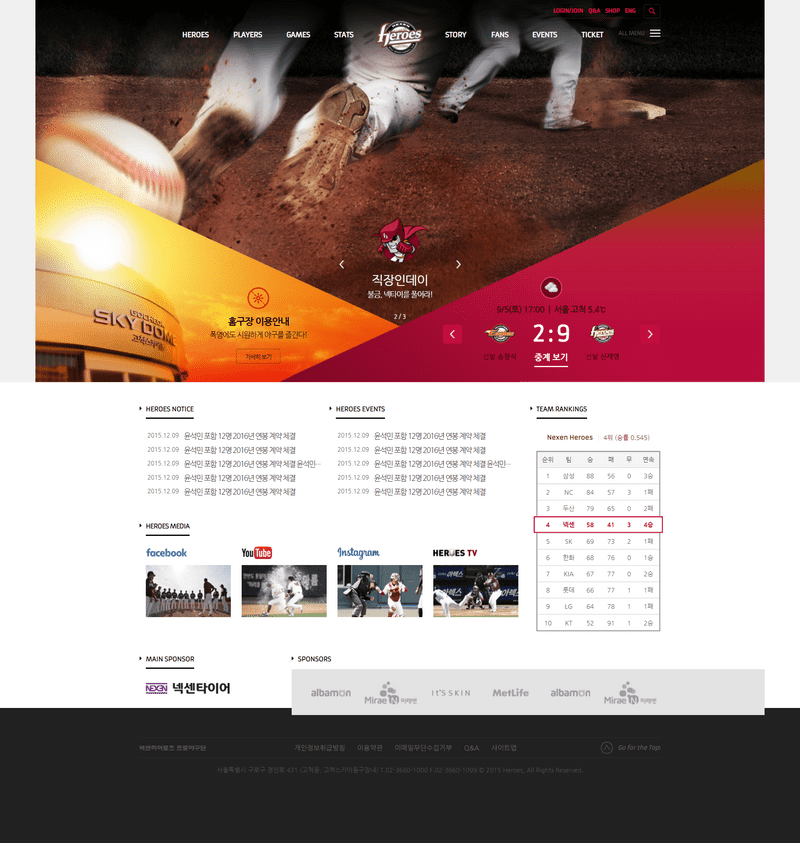 LOGIN/JOIN Q&A SHOP ENG
HEROES PLAYERS GAMES STATS Heroes STORY FANS EVENTS TICKET ALL MENU
GOCHEOK
SKY DOME
고척스카이돔
홈구장 이용안내
폭염에도 시원하게 야구를 즐긴다!
자세히 보기
직장인데이
불금, 넥타이를 풀어라!
2 / 3
9/5(토) 17:00 | 서울 고척 5.4℃
2:9
선발 송창식 중계 보기 선발 신재영
HEROES NOTICE
2015.12.09 윤석민 포함 12명 2016년 연봉 계약 체결
2015.12.09 윤석민 포함 12명 2016년 연봉 계약 체결
2015.12.09 윤석민 포함 12명 2016년 연봉 계약 체결 윤석민…
2015.12.09 윤석민 포함 12명 2016년 연봉 계약 체결
2015.12.09 윤석민 포함 12명 2016년 연봉 계약 체결
HEROES EVENTS
2015.12.09 윤석민 포함 12명 2016년 연봉 계약 체결
2015.12.09 윤석민 포함 12명 2016년 연봉 계약 체결
2015.12.09 윤석민 포함 12명 2016년 연봉 계약 체결 윤석민…
2015.12.09 윤석민 포함 12명 2016년 연봉 계약 체결
2015.12.09 윤석민 포함 12명 2016년 연봉 계약 체결
TEAM RANKINGS
Nexen Heroes | 4위 (승률 0.545)
순위 팀 승 패 무 연속
1 삼성 88 56 0 3승
2 NC 84 57 3 1패
3 두산 79 65 0 2패
4 넥센 58 41 3 4승
5 SK 69 73 2 1패
6 한화 68 76 0 1승
7 KIA 67 77 0 2승
8 롯데 66 77 1 1패
9 LG 64 78 1 1패
10 KT 52 91 1 2승
HEROES MEDIA
facebook YouTube Instagram HEROES TV
MAIN SPONSOR
NEXEN 넥센타이어
SPONSORS
albamon Mirae N 미래엔 It'S SKIN MetLife albamon Mirae N 미래엔
넥센히어로즈 프로야구단 개인정보취급방침 이용약관 이메일무단수집거부 Q&A 사이트맵 Go for the Top
서울특별시 구로구 경인로 431 (고척동, 고척스카이돔구장내) T.02)3660-1000 F.02)3660-1099 © 2015 Heroes, All Rights Reserved.